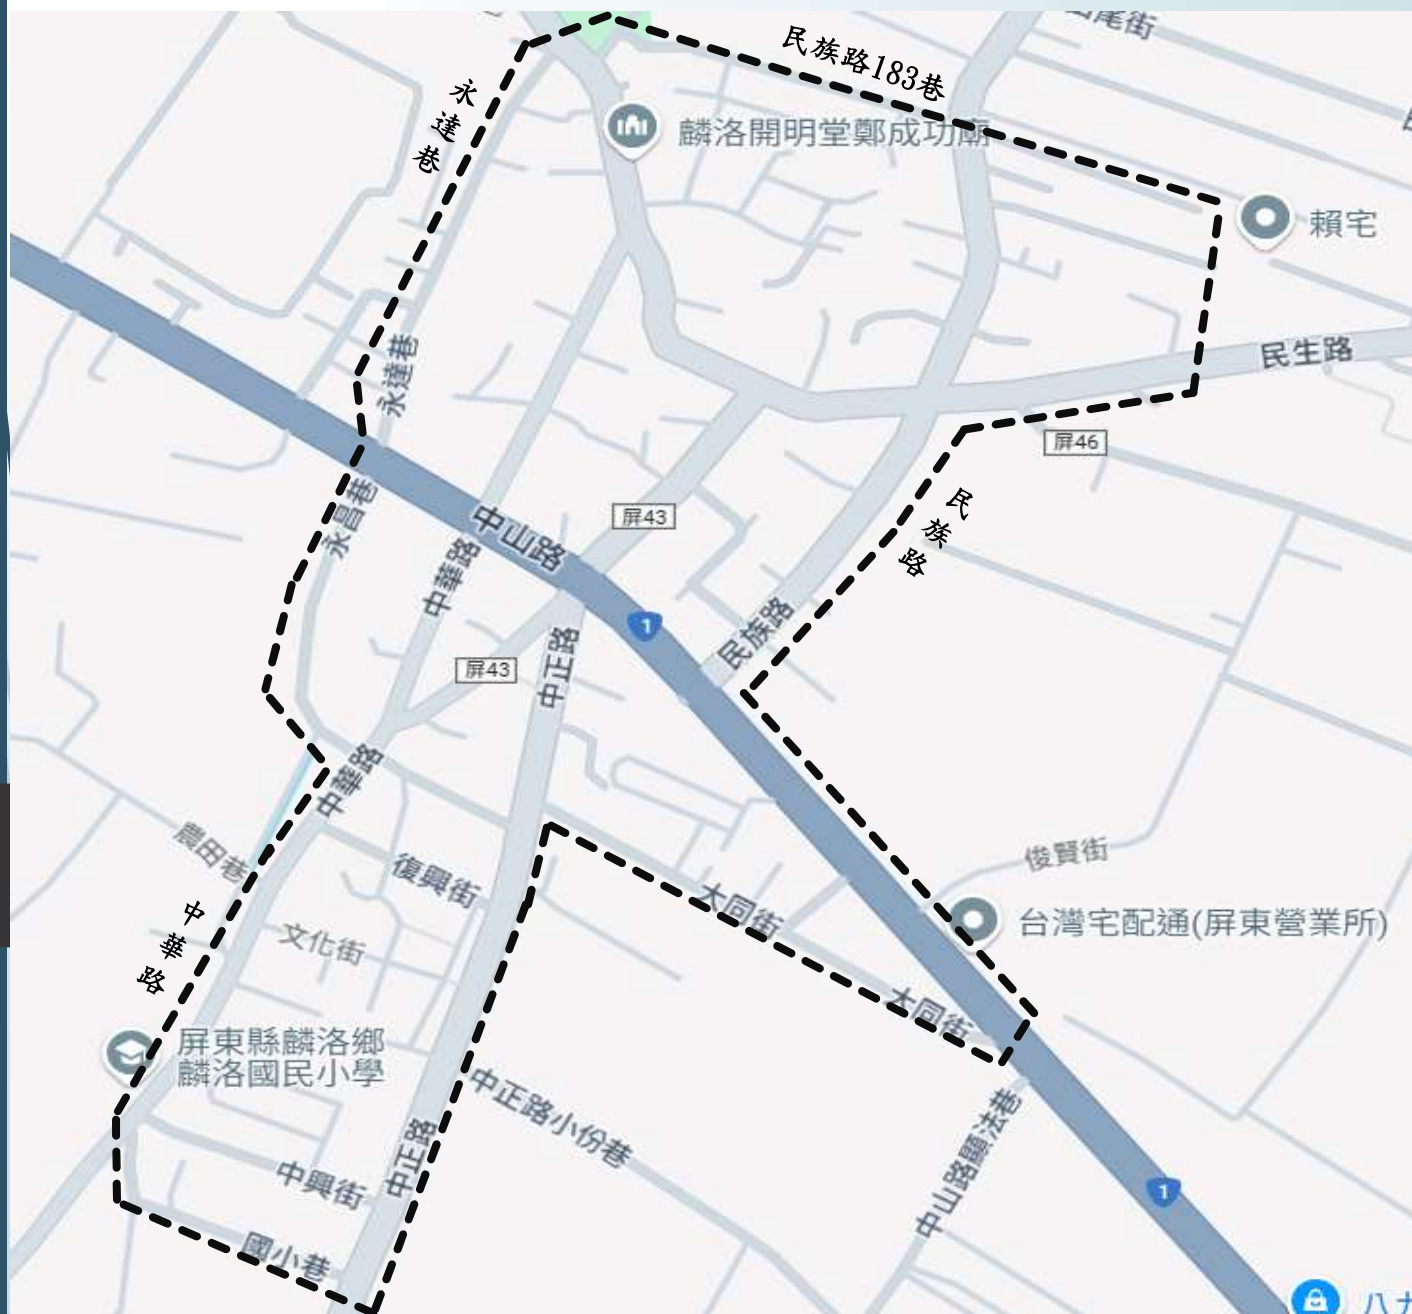 尾街
民族路183巷
永達巷
麟洛開明堂鄭成功廟
賴宅
永達巷
民生路
屏46
永昌巷
中山路
屏43
民族路
中華路
1
民族路
屏43
中正路
中華路
農田巷
復興街
俊賢街
大同街
台灣宅配通(屏東營業所)
中華路
文化街
大同街
屏東縣麟洛鄉
麟洛國民小學
中正路小份巷
中正路
中興街
1
國小巷